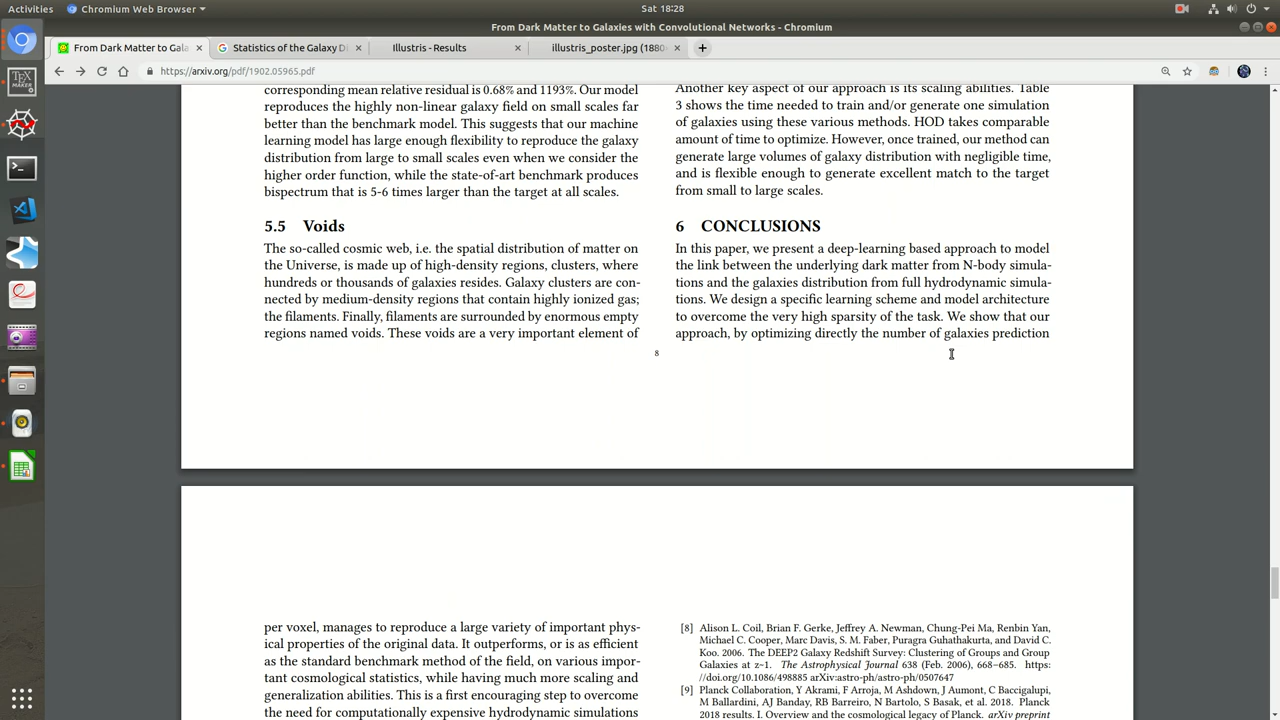 Activities
Chromium Web Browser
Sat 18:28
From Dark Matter to Galaxies with Convolutional Networks - Chromium
From Dark Matter to Gala
Statistics of the Galaxy D
Illustris - Results
illustris_poster.jpg (1880
https://arxiv.org/pdf/1902.05965.pdf
corresponding mean relative residual is 0.68% and 1193%. Our model
reproduces the highly non-linear galaxy field on small scales far
better than the benchmark model. This suggests that our machine
learning model has large enough flexibility to reproduce the galaxy
distribution from large to small scales even when we consider the
higher order function, while the state-of-art benchmark produces
bispectrum that is 5-6 times larger than the target at all scales.
5.5 Voids
The so-called cosmic web, i.e. the spatial distribution of matter on
the Universe, is made up of high-density regions, clusters, where
hundreds or thousands of galaxies resides. Galaxy clusters are con-
nected by medium-density regions that contain highly ionized gas;
the filaments. Finally, filaments are surrounded by enormous empty
regions named voids. These voids are a very important element of
Another key aspect of our approach is its scaling abilities. Table
3 shows the time needed to train and/or generate one simulation
of galaxies using these various methods. HOD takes comparable
amount of time to optimize. However, once trained, our method can
generate large volumes of galaxy distribution with negligible time,
and is flexible enough to generate excellent match to the target
from small to large scales.
6 CONCLUSIONS
In this paper, we present a deep-learning based approach to model
the link between the underlying dark matter from N-body simula-
tions and the galaxies distribution from full hydrodynamic simula-
tions. We design a specific learning scheme and model architecture
to overcome the very high sparsity of the task. We show that our
approach, by optimizing directly the number of galaxies prediction
8
per voxel, manages to reproduce a large variety of important phys-
ical properties of the original data. It outperforms, or is as efficient
as the standard benchmark method of the field, on various impor-
tant cosmological statistics, while having much more scaling and
generalization abilities. This is a first encouraging step to overcome
the need for computationally expensive hydrodynamic simulations
[8] Alison L. Coil, Brian F. Gerke, Jeffrey A. Newman, Chung-Pei Ma, Renbin Yan,
Michael C. Cooper, Marc Davis, S. M. Faber, Puragra Guhathakurta, and David C.
Koo. 2006. The DEEP2 Galaxy Redshift Survey: Clustering of Groups and Group
Galaxies at z~1. The Astrophysical Journal 638 (Feb. 2006), 668–685. https:
//doi.org/10.1086/498885 arXiv:astro-ph/astro-ph/0507647
[9] Planck Collaboration, Y Akrami, F Arroja, M Ashdown, J Aumont, C Baccigalupi,
M Ballardini, AJ Banday, RB Barreiro, N Bartolo, S Basak, et al. 2018. Planck
2018 results. I. Overview and the cosmological legacy of Planck. arXiv preprint